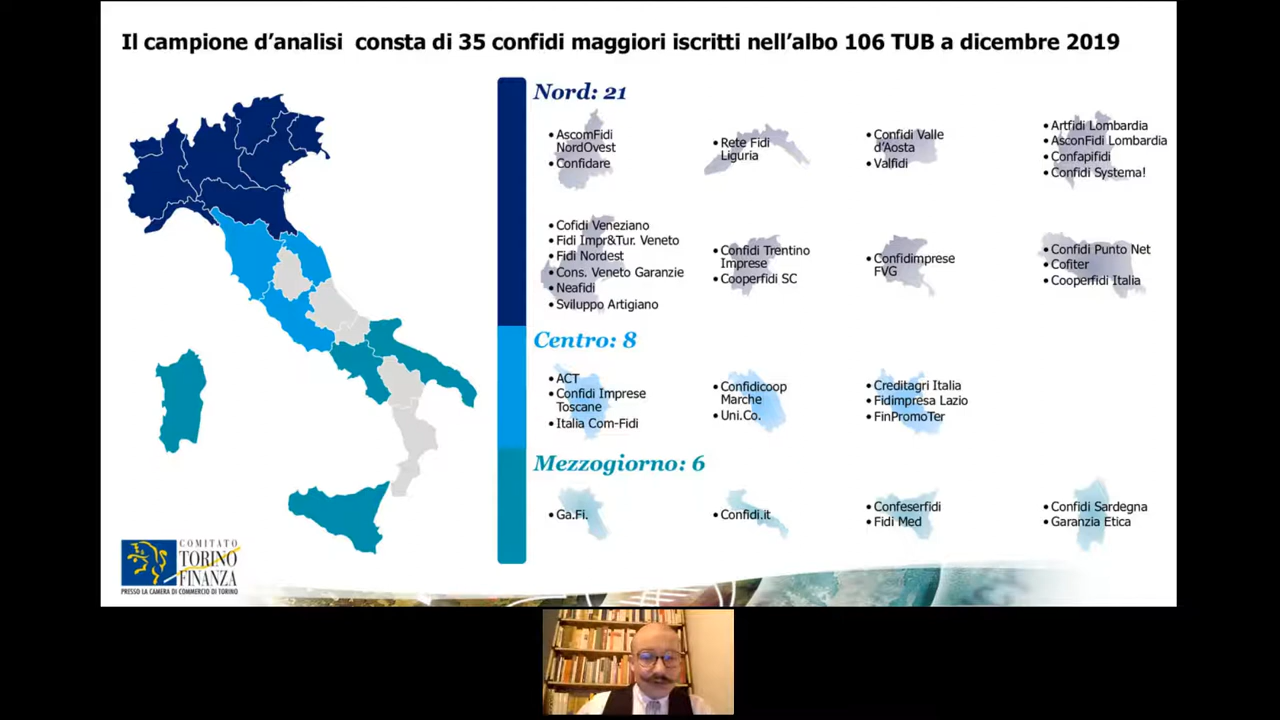 Il campione d'analisi consta di 35 confidi maggiori iscritti nell'albo 106 TUB a dicembre 2019
Nord: 21
• AscomFidi
NordOvest
• Confidare
• Rete Fidi
Liguria
• Confidi Valle
d'Aosta
• Valfidi
• Artfidi Lombardia
• AsconFidi Lombardia
• Confapifidi
• Confidi Systema!
• Cofidi Veneziano
• Fidi Impr&Tur. Veneto
• Fidi Nordest
• Cons. Veneto Garanzie
• Neafidi
• Sviluppo Artigiano
• Confidi Trentino
Imprese
• Cooperfidi SC
• Confidimprese
FVG
• Confidi Punto Net
• Cofiter
• Cooperfidi Italia
Centro: 8
• ACT
• Confidi Imprese
Toscane
• Italia Com-Fidi
• Confidicoop
Marche
• Uni.Co.
• Creditagri Italia
• Fidimpresa Lazio
• FinPromoTer
Mezzogiorno: 6
• Ga.Fi.
• Confidi.it
• Confeserfidi
• Fidi Med
• Confidi Sardegna
• Garanzia Etica
COMITATO
TORINO
FINANZA
PRESSO LA CAMERA DI COMMERCIO DI TORINO